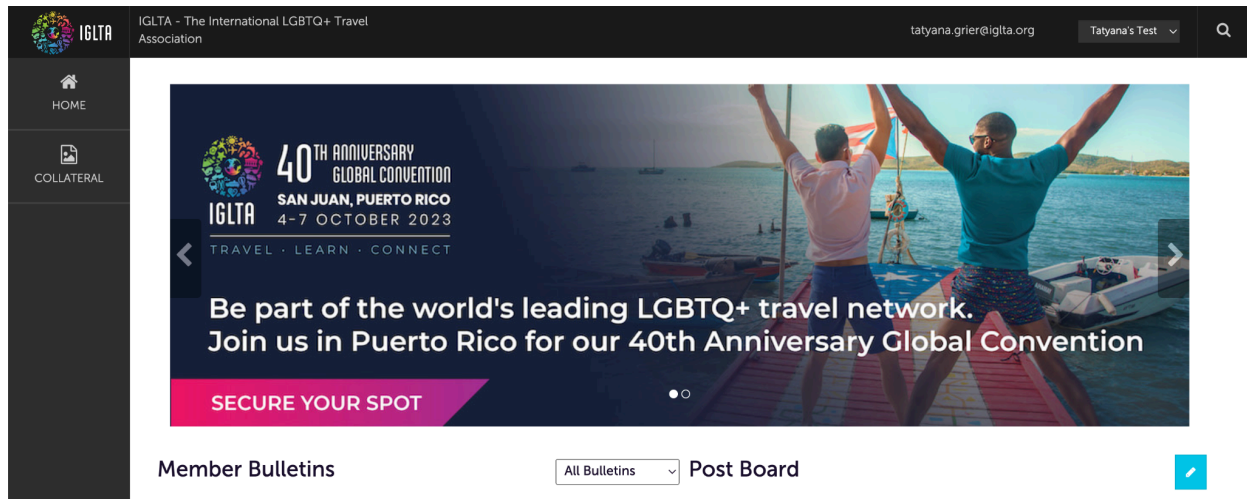 IGLTA
IGLTA - The International LGBTQ+ Travel
Association
tatyana.grier@iglta.org
Tatyana's Test
HOME
COLLATERAL
IGLTA
40TH ANNIVERSARY
GLOBAL CONVENTION
SAN JUAN, PUERTO RICO
4-7 OCTOBER 2023
TRAVEL · LEARN · CONNECT
Be part of the world's leading LGBTQ+ travel network.
Join us in Puerto Rico for our 40th Anniversary Global Convention
SECURE YOUR SPOT
Member Bulletins
All Bulletins
Post Board